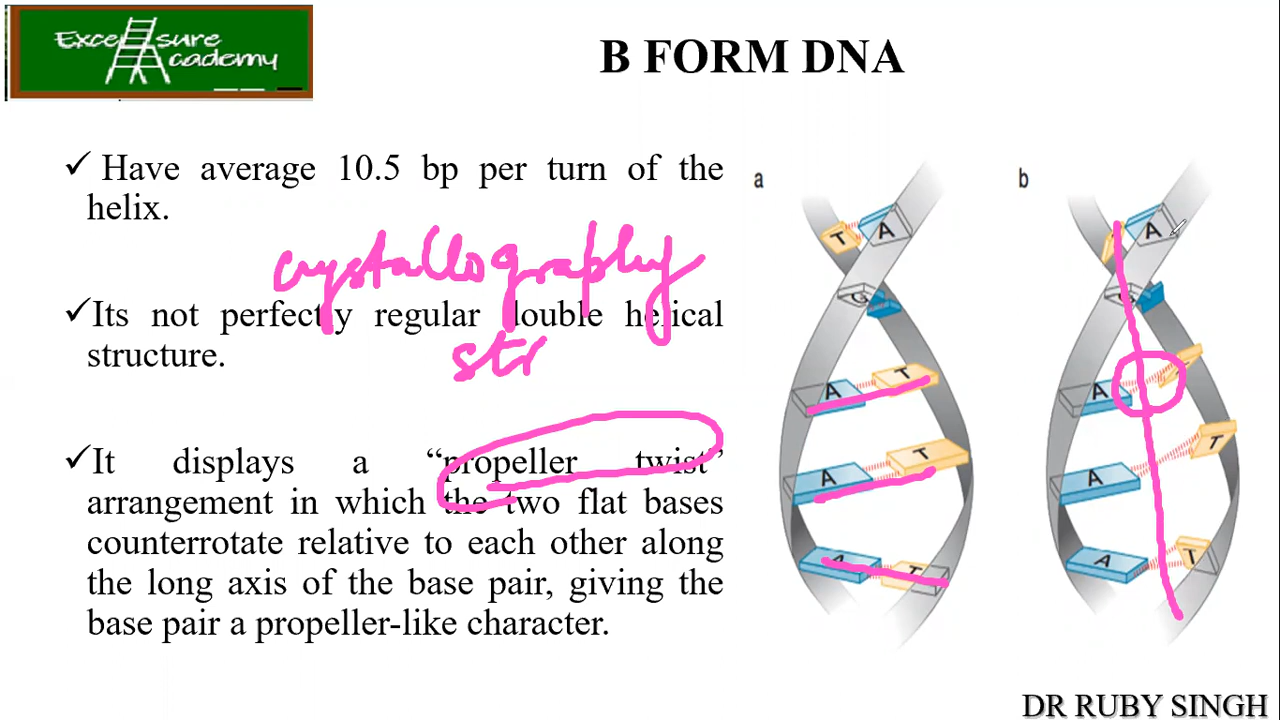 Excel sure
Academy
B FORM DNA
✓ Have average 10.5 bp per turn of the
helix.
crystallography
✓Its not perfectly regular double helical
structure.
str
✓It displays a “propeller twist”
arrangement in which the two flat bases
counterrotate relative to each other along
the long axis of the base pair, giving the
base pair a propeller-like character.
a
T A
G
A T
A T
A T
b
A
G
A
A T
A T
DR RUBY SINGH